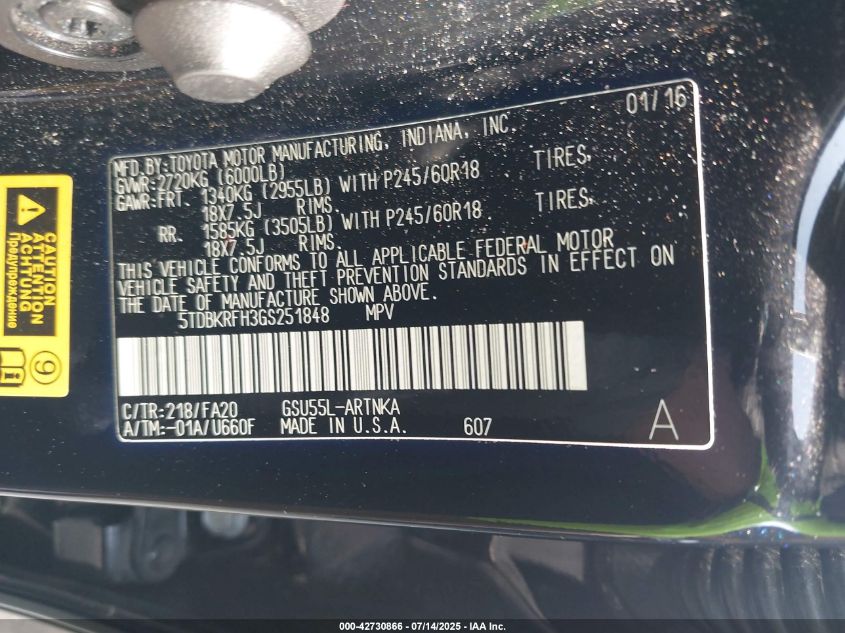 01/16
MFD.BY:TOYOTA MOTOR MANUFACTURING, INDIANA, INC.
GVWR:2720KG (6000LB)
GAWR:FRT. 1340KG (2955LB) WITH P245/60R18 TIRES,
18X7.5J RIMS.
RR. 1585KG (3505LB) WITH P245/60R18 TIRES,
18X7.5J RIMS.
THIS VEHICLE CONFORMS TO ALL APPLICABLE FEDERAL MOTOR
VEHICLE SAFETY AND THEFT PREVENTION STANDARDS IN EFFECT ON
THE DATE OF MANUFACTURE SHOWN ABOVE.
5TDBKRFH3GS251848 MPV
C/TR:218/FA20 GSU55L-ARTNKA
A/TM:-01A/U660F MADE IN U.S.A. 607 A
CAUTION
ATTENTION
ACHTUNG
Предупреждение
9
000-42730866 - 07/14/2025 - IAA Inc.